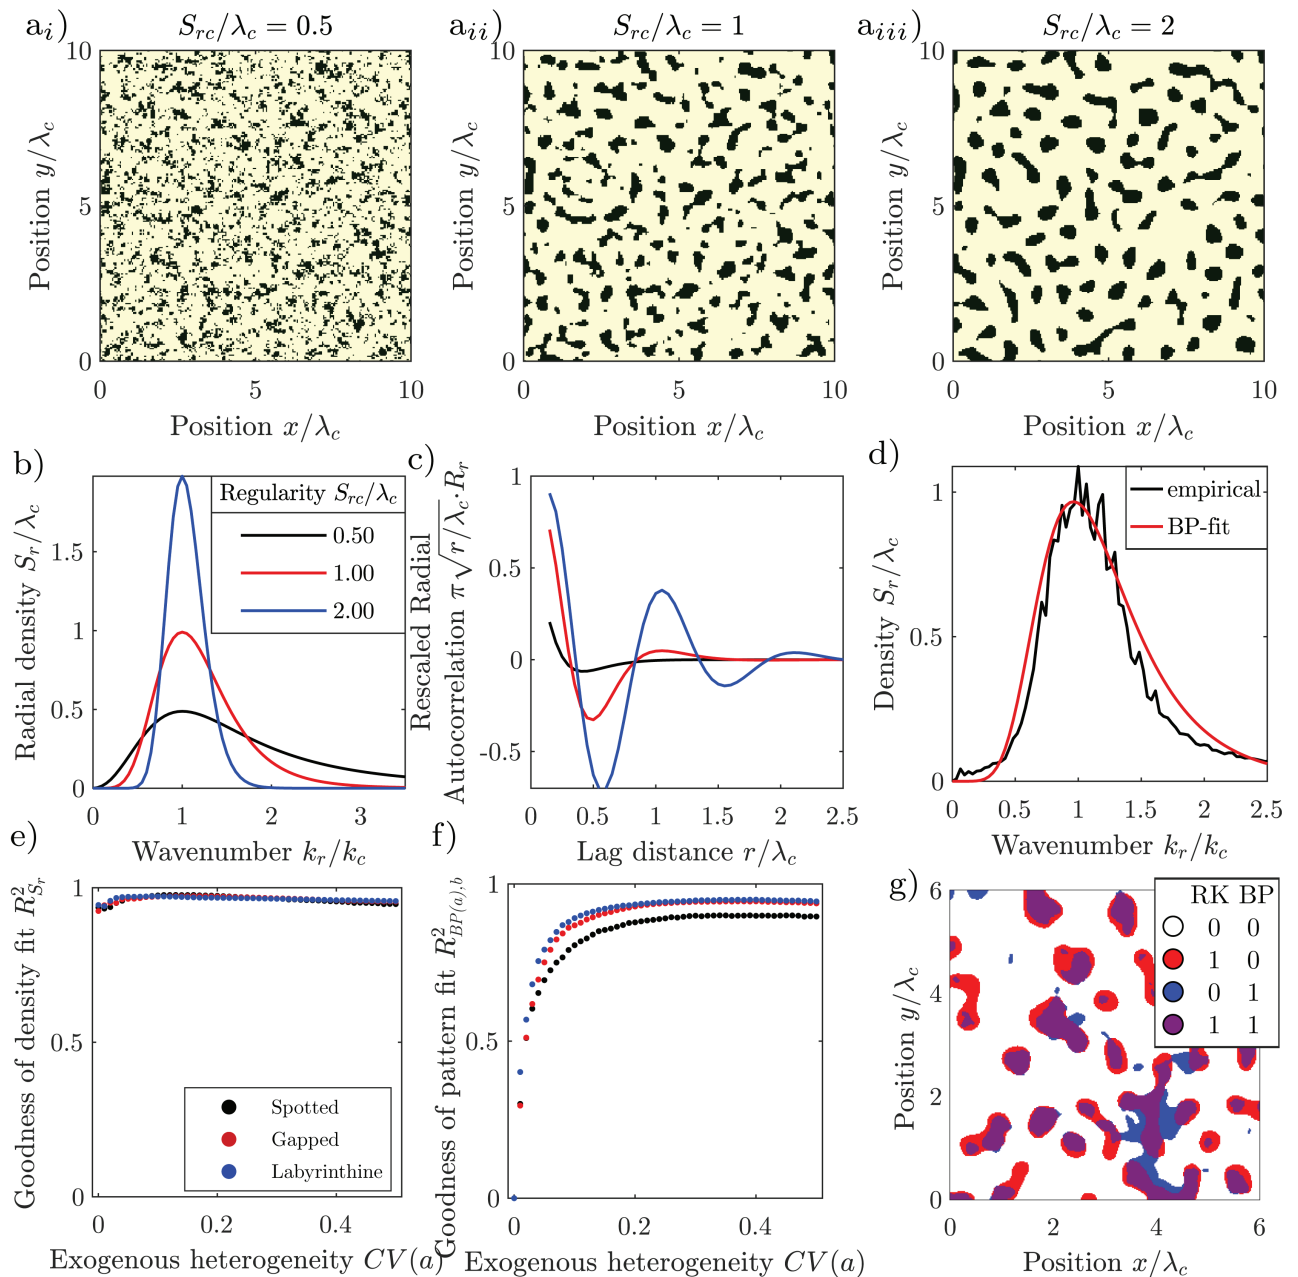 a_i) S_rc/λ_c = 0.5
10
5
0
0 5 10
Position y/λ_c
Position x/λ_c
a_ii) S_rc/λ_c = 1
10
5
0
0 5 10
Position y/λ_c
Position x/λ_c
a_iii) S_rc/λ_c = 2
10
5
0
0 5 10
Position y/λ_c
Position x/λ_c
b)
Radial density S_r/λ_c
1.5
1
0.5
0
0 1 2 3
Wavenumber k_r/k_c
Regularity S_rc/λ_c
0.50
1.00
2.00
c)
Rescaled Radial
Autocorrelation π√(r/λ_c)·R_r
1
0.5
0
-0.5
0 0.5 1 1.5 2 2.5
Lag distance r/λ_c
d)
Density S_r/λ_c
1
0.5
0
0 0.5 1 1.5 2 2.5
Wavenumber k_r/k_c
empirical
BP-fit
e)
Goodness of density fit R²_{S_r}
1
0.5
0
0 0.2 0.4
Exogenous heterogeneity CV(a)
Spotted
Gapped
Labyrinthine
f)
Goodness of pattern fit R²_{BP(a),b}
1
0.5
0
0 0.2 0.4
Exogenous heterogeneity CV(a)
g)
Position y/λ_c
6
4
2
0
0 2 4 6
Position x/λ_c
RK BP
0 0
1 0
0 1
1 1